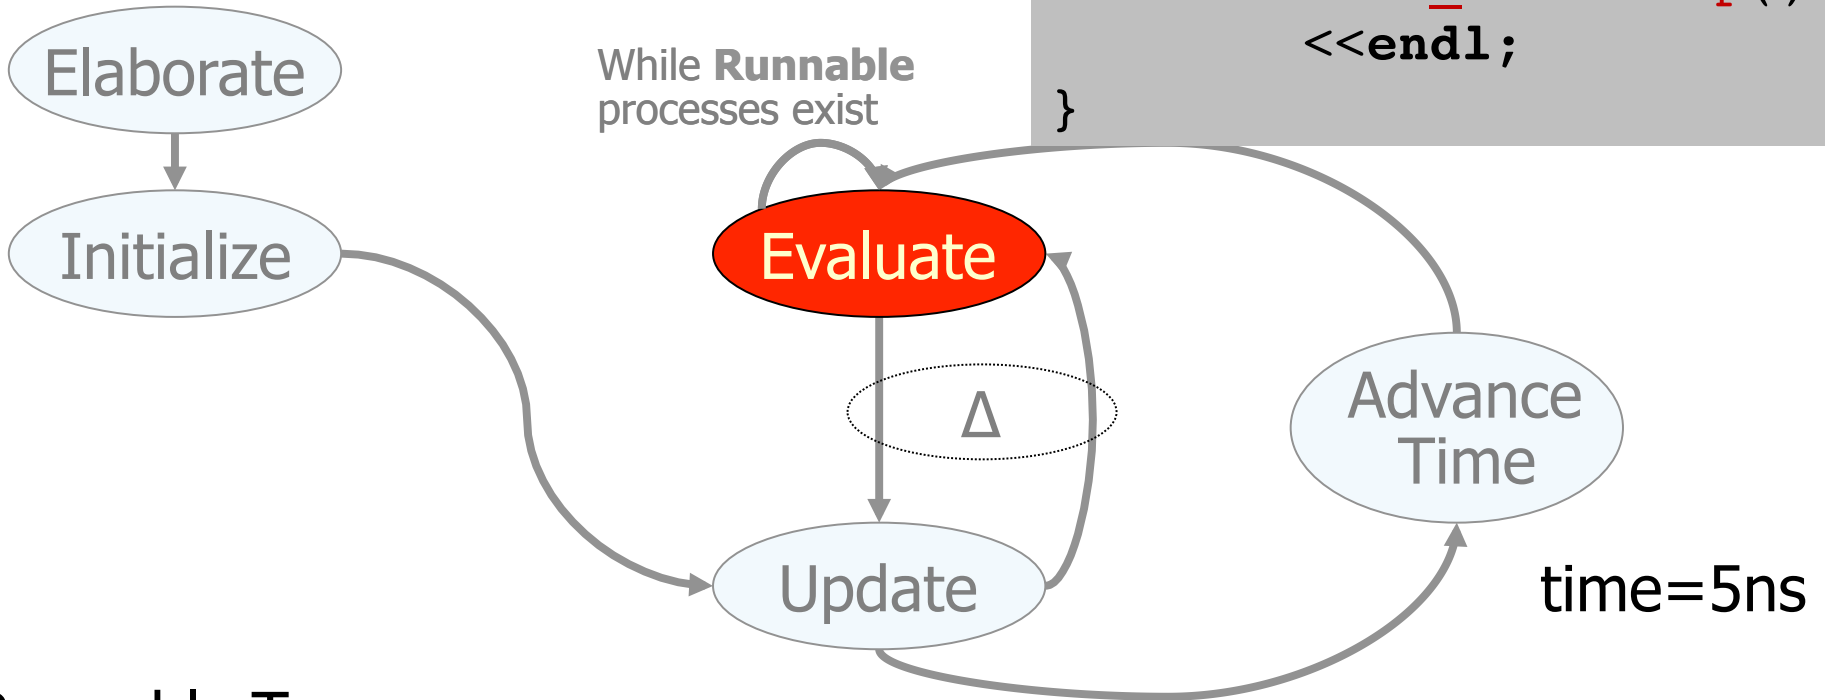 <<endl;
}
Elaborate
While Runnable
processes exist
Initialize
Evaluate
Δ
Advance
Time
Update
time=5ns